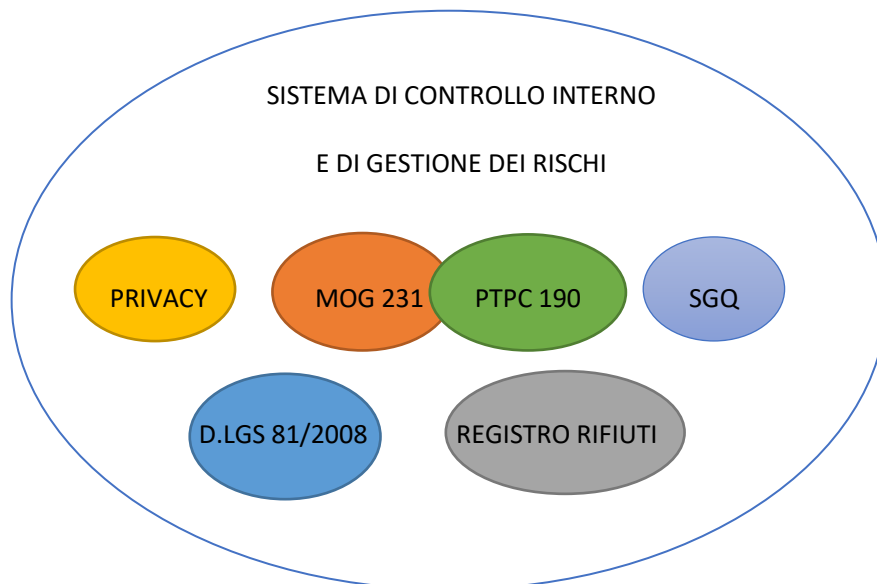 SISTEMA DI CONTROLLO INTERNO
E DI GESTIONE DEI RISCHI
PRIVACY
MOG 231
PTPC 190
SGQ
D.LGS 81/2008
REGISTRO RIFIUTI